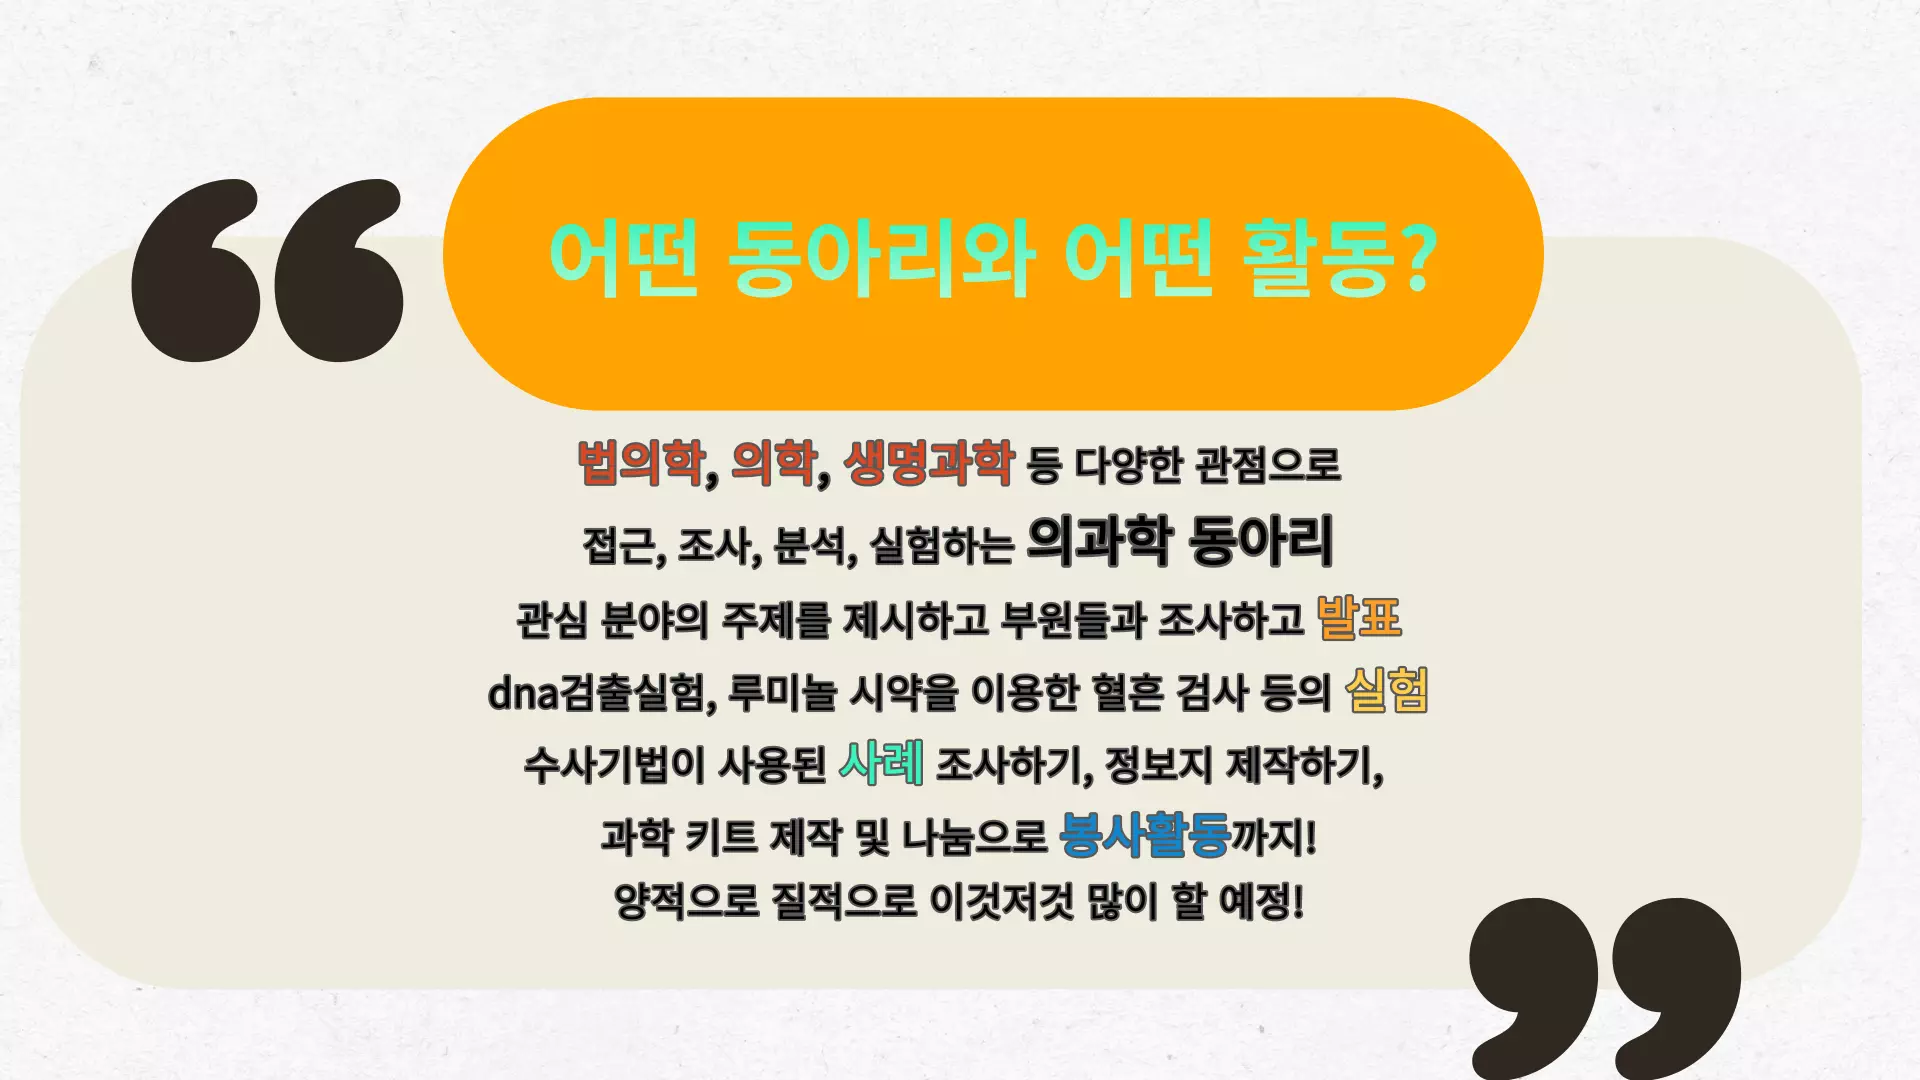 어떤 동아리와 어떤 활동?
법의학, 의학, 생명과학 등 다양한 관점으로
접근, 조사, 분석, 실험하는 의과학 동아리
관심 분야의 주제를 제시하고 부원들과 조사하고 발표
dna검출실험, 루미놀 시약을 이용한 혈흔 검사 등의 실험
수사기법이 사용된 사례 조사하기, 정보지 제작하기,
과학 키트 제작 및 나눔으로 봉사활동까지!
양적으로 질적으로 이것저것 많이 할 예정!